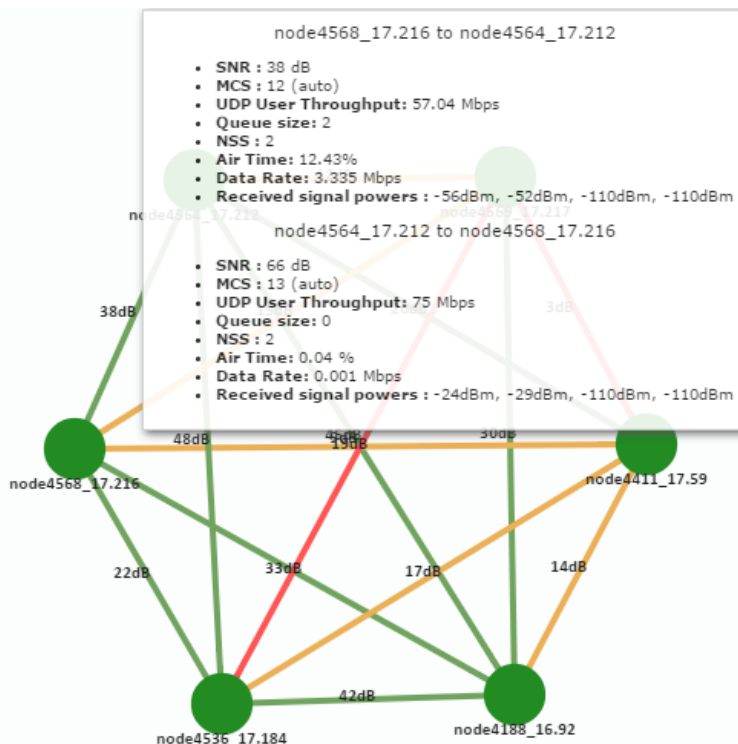 node4568_17.216 to node4564_17.212
SNR : 38 dB
MCS : 12 (auto)
UDP User Throughput: 57.04 Mbps
Queue size: 2
NSS : 2
Air Time: 12.43%
Data Rate: 3.335 Mbps
Received signal powers : -56dBm, -52dBm, -110dBm, -110dBm
node4564_17.212
17.217
node4564_17.212 to node4568_17.216
SNR : 66 dB
MCS : 13 (auto)
UDP User Throughput: 75 Mbps
Queue size: 0
NSS : 2
Air Time: 0.04 %
Data Rate: 0.001 Mbps
Received signal powers : -24dBm, -29dBm, -110dBm, -110dBm
38dB
3dB
48dB
19dB
30dB
node4568_17.216
node4411_17.59
22dB
33dB
17dB
14dB
42dB
node4536_17.184
node4188_16.92